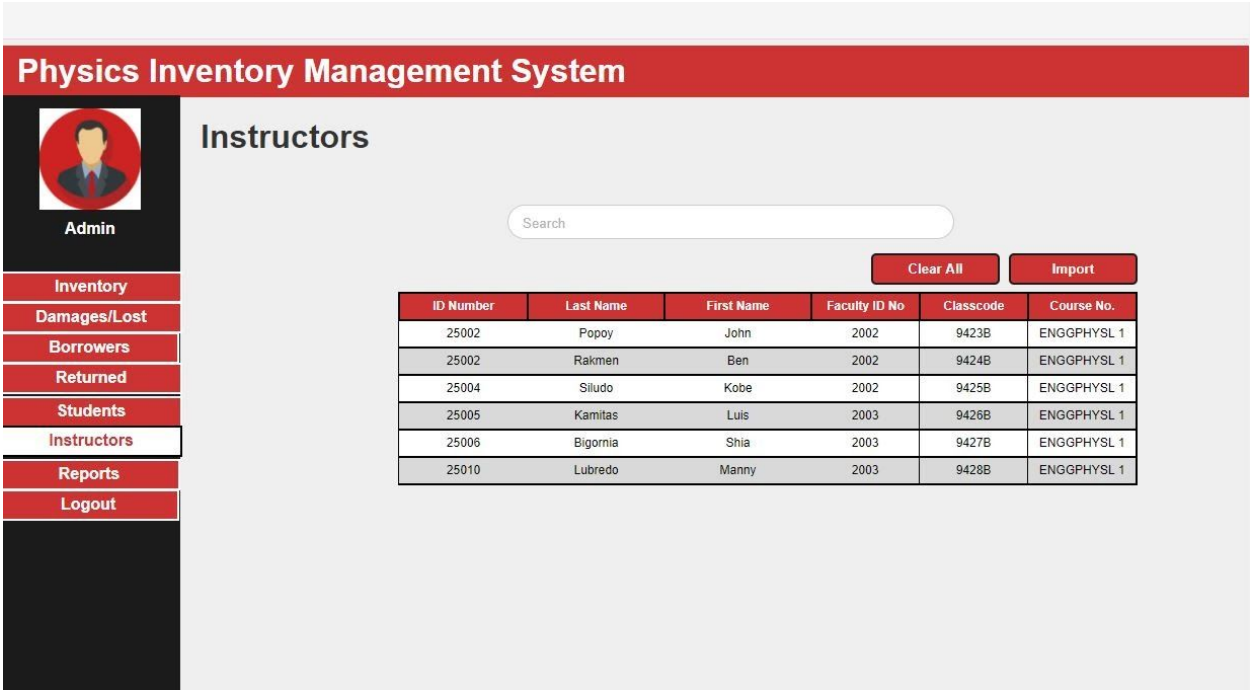 Physics Inventory Management System
Admin
Inventory
Damages/Lost
Borrowers
Returned
Students
Instructors
Reports
Logout
Instructors
Search
Clear All Import
ID Number Last Name First Name Faculty ID No Classcode Course No.
25002 Popoy John 2002 9423B ENGGPHYSL 1
25002 Rakmen Ben 2002 9424B ENGGPHYSL 1
25004 Siludo Kobe 2002 9425B ENGGPHYSL 1
25005 Kamitas Luis 2003 9426B ENGGPHYSL 1
25006 Bigornia Shia 2003 9427B ENGGPHYSL 1
25010 Lubredo Manny 2003 9428B ENGGPHYSL 1